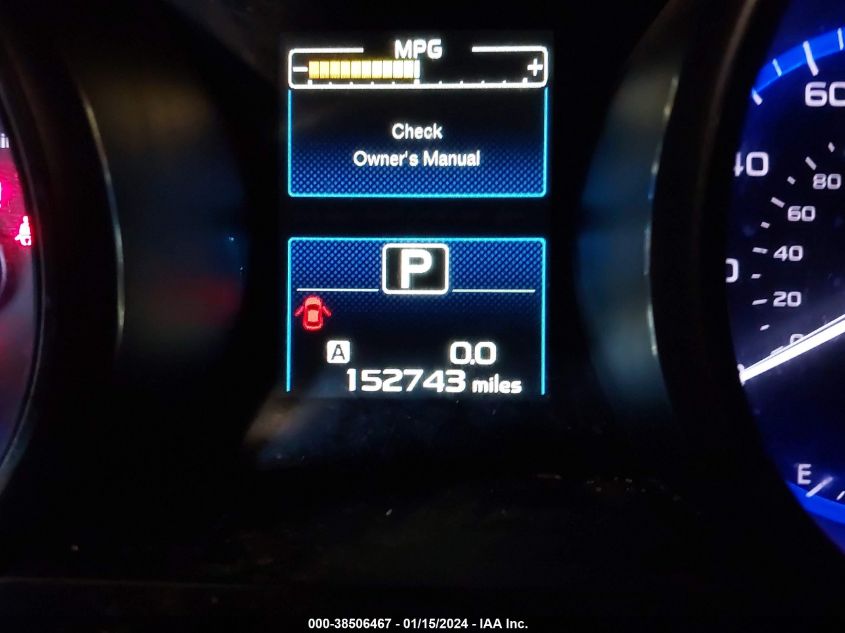 MPG
- +
Check
Owner's Manual
P
A 0.0
152743 miles
60
40
80
60
40
20
0
E
000-38506467 - 01/15/2024 - IAA Inc.